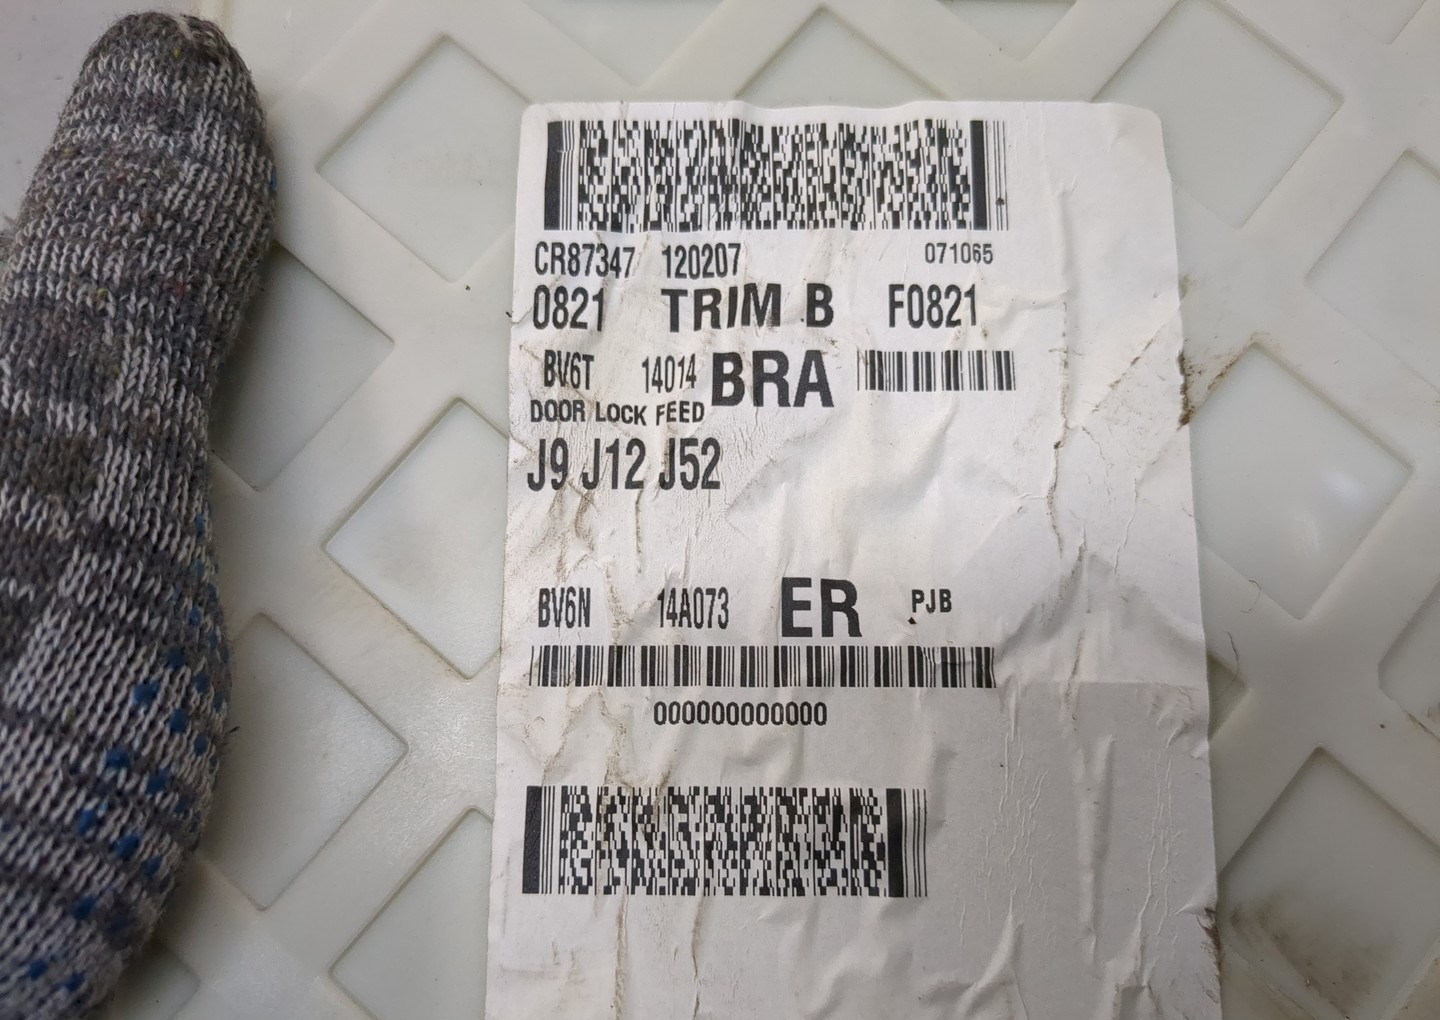 CR87347 120207 071065
0821 TRIM B F0821
BV6T 14014 BRA
DOOR LOCK FEED
J9 J12 J52
BV6N 14A073 ER PJB
000000000000